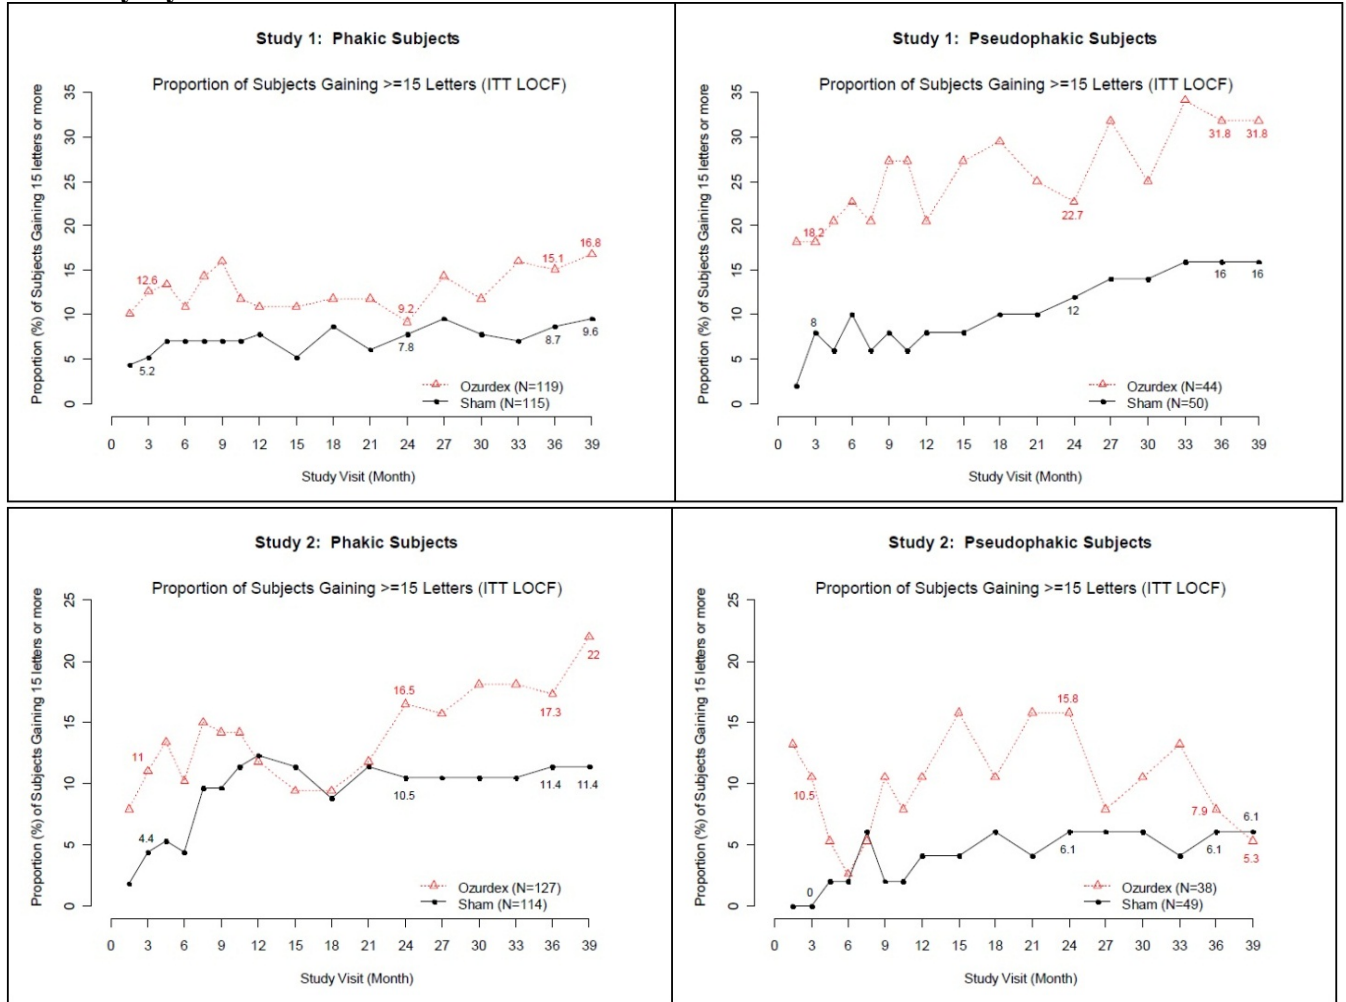 Study 1: Phakic Subjects
Proportion of Subjects Gaining >=15 Letters (ITT LOCF)
Proportion (%) of Subjects Gaining 15 letters or more
35
30
25
20
15
10
5
0
12.6
9.2
15.1
16.8
5.2
7.8
8.7
9.6
Ozurdex (N=119)
Sham (N=115)
0 3 6 9 12 15 18 21 24 27 30 33 36 39
Study Visit (Month)
Study 1: Pseudophakic Subjects
Proportion of Subjects Gaining >=15 Letters (ITT LOCF)
Proportion (%) of Subjects Gaining 15 letters or more
35
30
25
20
15
10
5
0
18.2
22.7
31.8
31.8
8
12
16
16
Ozurdex (N=44)
Sham (N=50)
0 3 6 9 12 15 18 21 24 27 30 33 36 39
Study Visit (Month)
Study 2: Phakic Subjects
Proportion of Subjects Gaining >=15 Letters (ITT LOCF)
Proportion (%) of Subjects Gaining 15 letters or more
25
20
15
10
5
0
11
16.5
17.3
22
4.4
10.5
11.4
11.4
Ozurdex (N=127)
Sham (N=114)
0 3 6 9 12 15 18 21 24 27 30 33 36 39
Study Visit (Month)
Study 2: Pseudophakic Subjects
Proportion of Subjects Gaining >=15 Letters (ITT LOCF)
Proportion (%) of Subjects Gaining 15 letters or more
25
20
15
10
5
0
10.5
15.8
7.9
5.3
0
6.1
6.1
6.1
Ozurdex (N=38)
Sham (N=49)
0 3 6 9 12 15 18 21 24 27 30 33 36 39
Study Visit (Month)